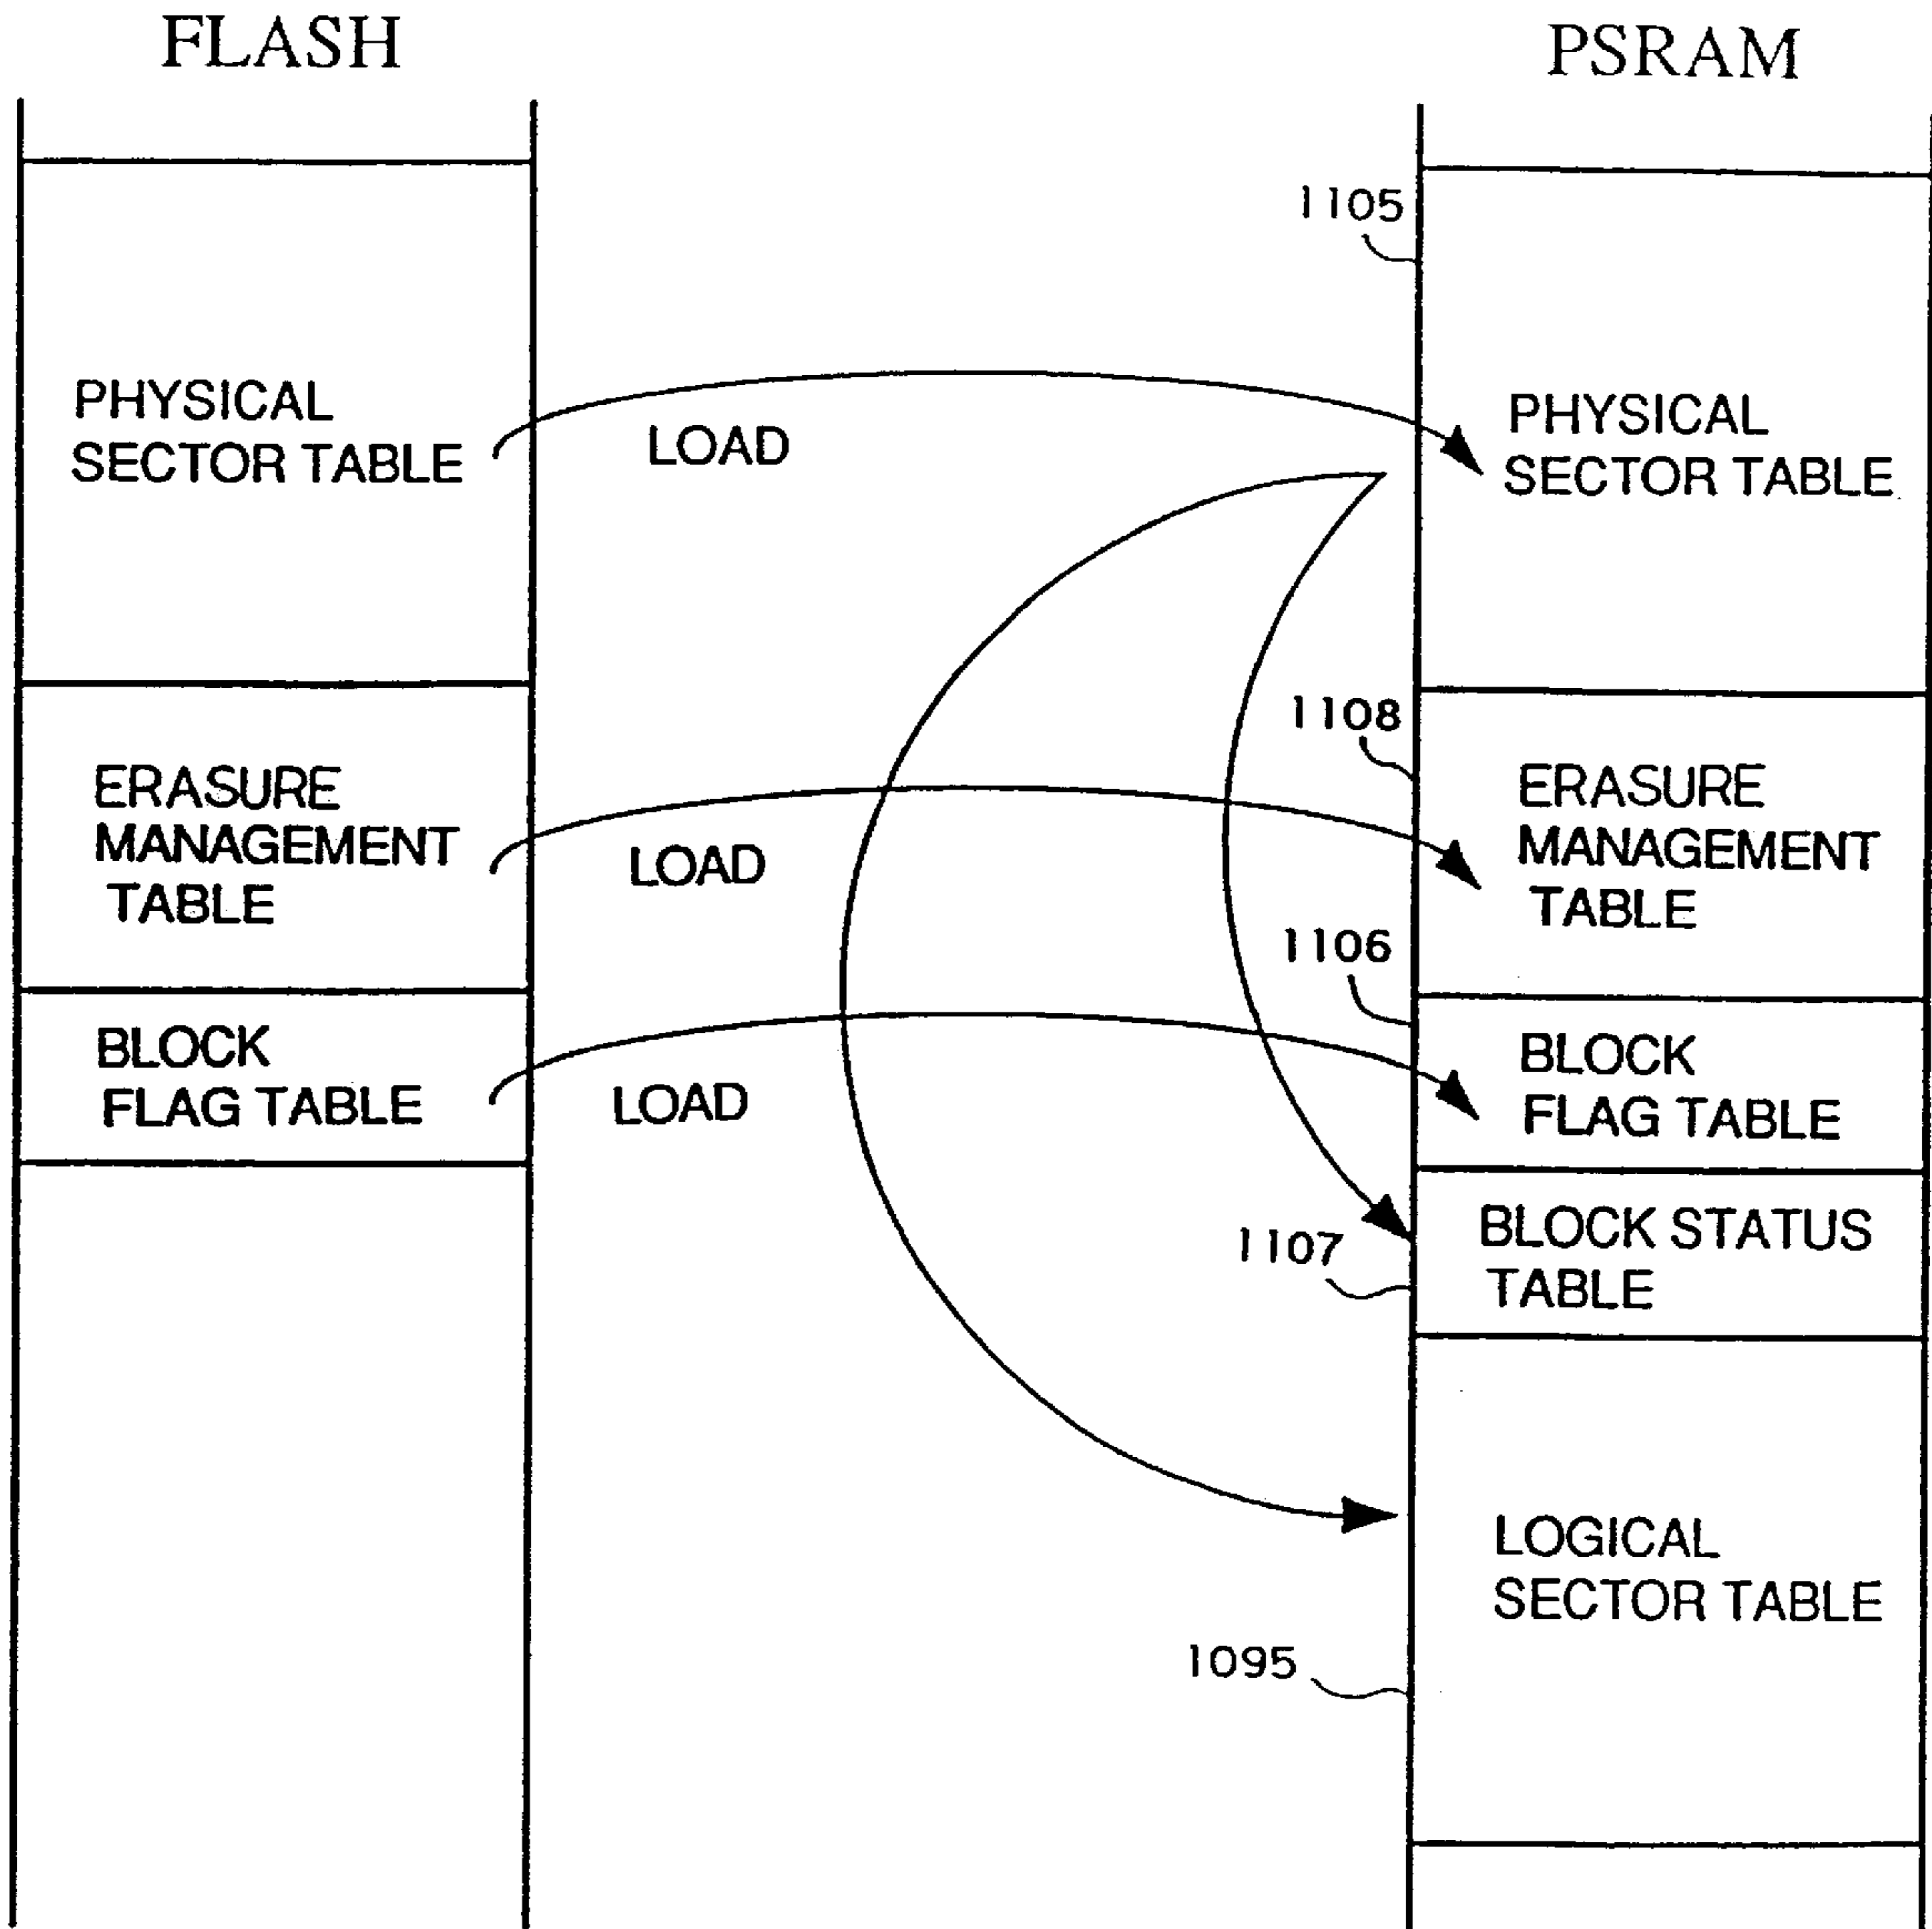 FLASH
PSRAM
1105
PHYSICAL
SECTOR TABLE
LOAD
PHYSICAL
SECTOR TABLE
1108
ERASURE
MANAGEMENT
TABLE
LOAD
ERASURE
MANAGEMENT
TABLE
1106
BLOCK
FLAG TABLE
LOAD
BLOCK
FLAG TABLE
1107
BLOCK STATUS
TABLE
LOGICAL
SECTOR TABLE
1095